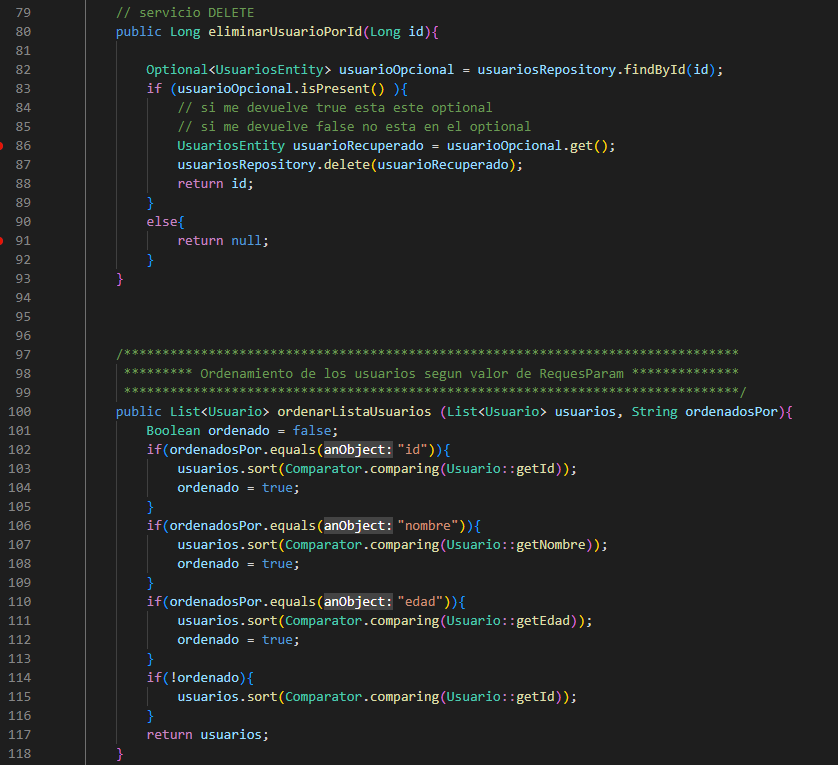 79 // servicio DELETE
80 public Long eliminarUsuarioPorId(Long id){
81
82 Optional<UsuariosEntity> usuarioOpcional = usuariosRepository.findById(id);
83 if (usuarioOpcional.isPresent() ){
84 // si me devuelve true esta este optional
85 // si me devuelve false no esta en el optional
86 UsuariosEntity usuarioRecuperado = usuarioOpcional.get();
87 usuariosRepository.delete(usuarioRecuperado);
88 return id;
89 }
90 else{
91 return null;
92 }
93 }
94
95
96
97 /********************************************************************************
98 ********* Ordenamiento de los usuarios segun valor de RequesParam **************
99 ********************************************************************************/
100 public List<Usuario> ordenarListaUsuarios (List<Usuario> usuarios, String ordenadosPor){
101 Boolean ordenado = false;
102 if(ordenadosPor.equals(anObject: "id")){
103 usuarios.sort(Comparator.comparing(Usuario::getId));
104 ordenado = true;
105 }
106 if(ordenadosPor.equals(anObject: "nombre")){
107 usuarios.sort(Comparator.comparing(Usuario::getNombre));
108 ordenado = true;
109 }
110 if(ordenadosPor.equals(anObject: "edad")){
111 usuarios.sort(Comparator.comparing(Usuario::getEdad));
112 ordenado = true;
113 }
114 if(!ordenado){
115 usuarios.sort(Comparator.comparing(Usuario::getId));
116 }
117 return usuarios;
118 }